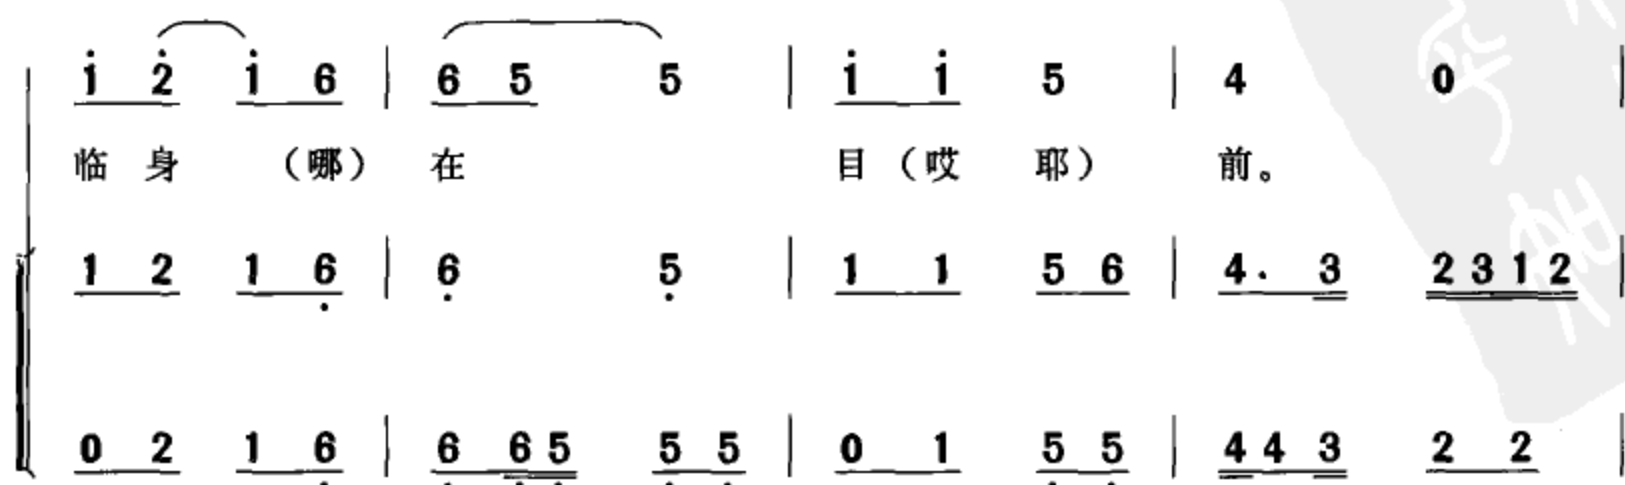 1̇ 2̇ 1̇ 6 | 6 5 5 | 1̇ 1̇ 5 | 4 0 |
临 身 （哪） 在 目（哎 耶） 前。
1 2 1 6̣ | 6̣ 5̣ | 1 1 5 6 | 4· 3 2 3 1 2 |
0 2 1 6̣ | 6̣ 6̣ 5̣ 5̣ 5̣ | 0 1 5̣ 5̣ | 4 4 3 2 2 |